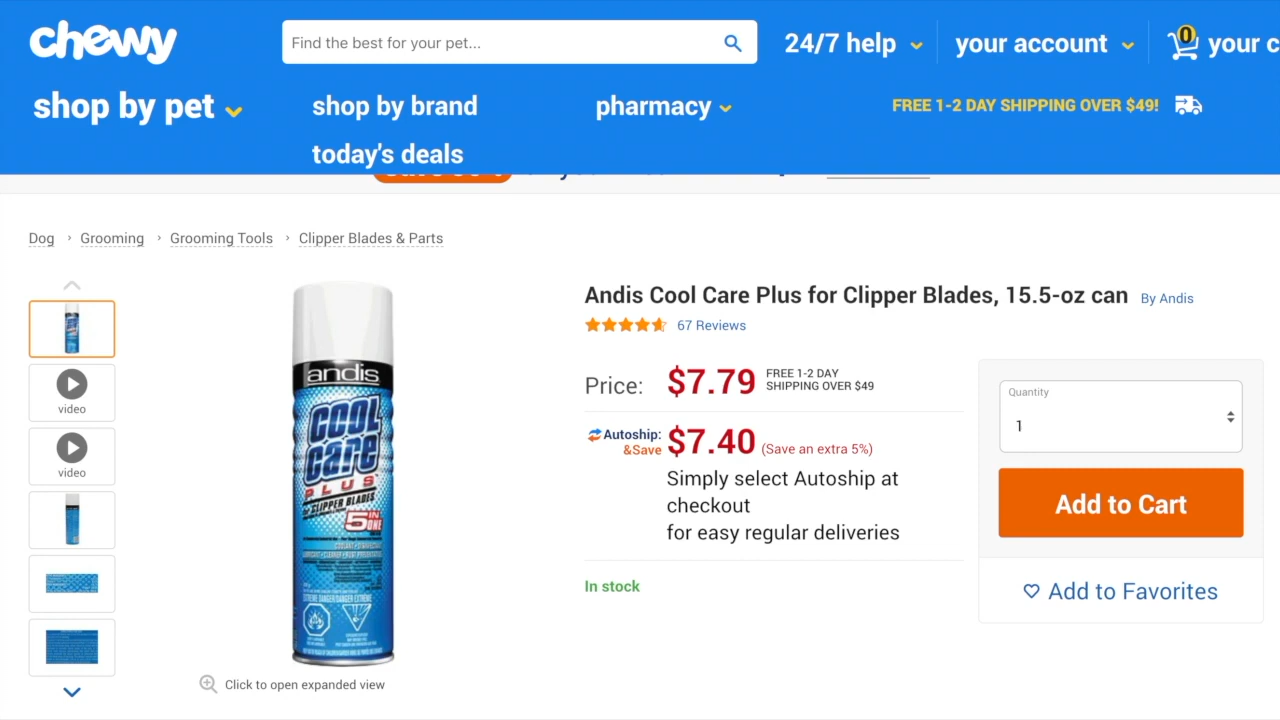 chewy
Find the best for your pet...
24/7 help
your account
0
your c
shop by pet
shop by brand
pharmacy
FREE 1-2 DAY SHIPPING OVER $49!
today's deals
Dog › Grooming › Grooming Tools › Clipper Blades & Parts
video
video
andis
COOL
care
PLUS
for CLIPPER BLADES
5 IN ONE
Click to open expanded view
Andis Cool Care Plus for Clipper Blades, 15.5-oz can By Andis
67 Reviews
Price: $7.79 FREE 1-2 DAY
SHIPPING OVER $49
Autoship: $7.40 (Save an extra 5%)
&Save
Simply select Autoship at
checkout
for easy regular deliveries
In stock
Quantity
1
Add to Cart
Add to Favorites